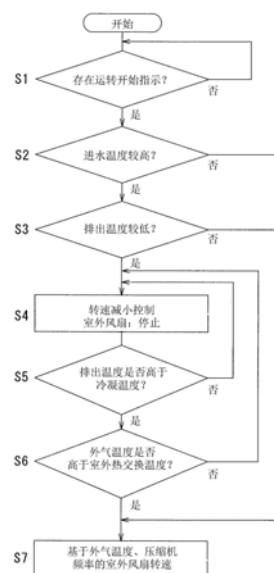 开始
S1
存在运转开始指示？
否
是
S2
进水温度较高？
否
是
S3
排出温度较低？
否
是
S4
转速减小控制
室外风扇：停止
S5
排出温度是否高于
冷凝温度？
否
是
S6
外气温度是否
高于室外热交换温度？
否
是
S7
基于外气温度、压缩机
频率的室外风扇转速